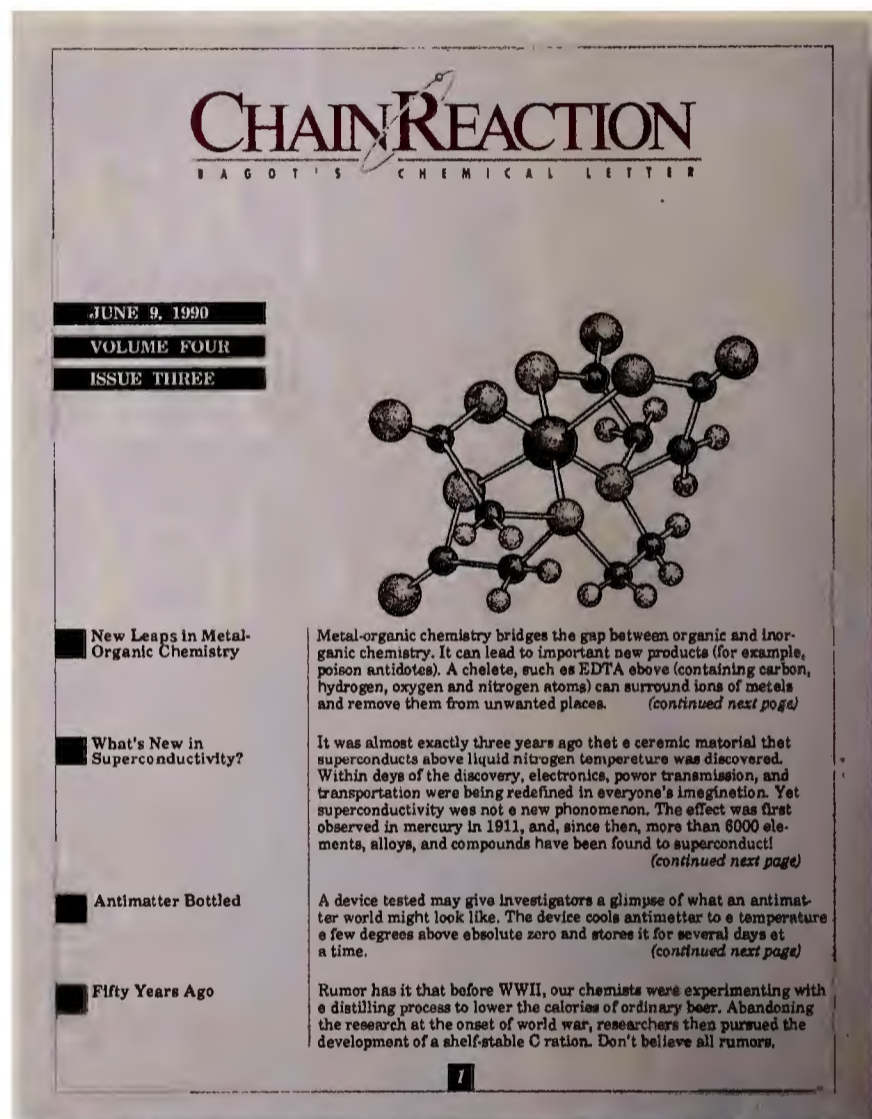 CHAINREACTION
BAGOT'S CHEMICAL LETTER
JUNE 9, 1990
VOLUME FOUR
ISSUE THREE
New Leaps in Metal-
Organic Chemistry
Metal-organic chemistry bridges the gap between organic and inor-
ganic chemistry. It can lead to important new products (for example,
poison antidotes). A chelete, such es EDTA ebove (containing carbon,
hydrogen, oxygen and nitrogen atoms) can surround ions of metels
and remove them from unwanted places. (continued next poge)
What's New in
Superconductivity?
It was almost exactly three years ago thet e ceremic matorial thet
superconducts above liquid nitrogen tempereture was discovered.
Within deys of the discovery, electronics, powor transmission, and
transportation were being redefined in everyone's imeginetion. Yet
superconductivity wes not e new phonomenon. The effect was first
observed in mercury in 1911, and, since then, more than 6000 ele-
ments, alloys, and compounds have been found to superconduct!
(continued next page)
Antimatter Bottled
A device tested may give investigators a glimpse of what an antimat-
ter world might look like. The device cools antimetter to e temperature
e few degrees above ebsolute zero and stores it for several days et
a time. (continued next page)
Fifty Years Ago
Rumor has it that before WWII, our chemists were experimenting with
e distilling process to lower the calories of ordinary beer. Abandoning
the research at the onset of world war, researchers then pursued the
development of a shelf-stable C ration. Don't believe all rumors.
1